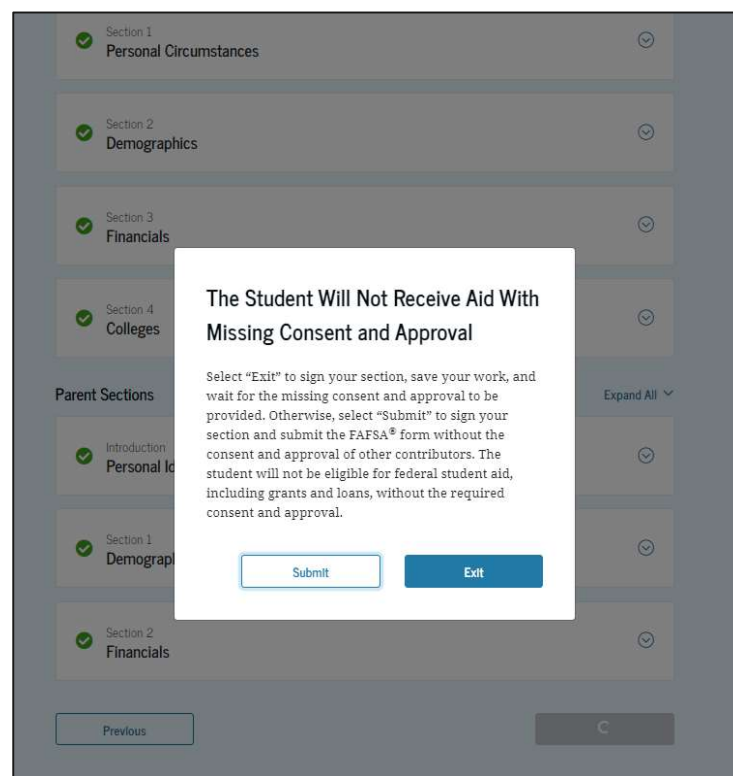 Section 1
Personal Circumstances
Section 2
Demographics
Section 3
Financials
Section 4
Colleges
The Student Will Not Receive Aid With
Missing Consent and Approval
Select “Exit” to sign your section, save your work, and
wait for the missing consent and approval to be
provided. Otherwise, select “Submit” to sign your
section and submit the FAFSA® form without the
consent and approval of other contributors. The
student will not be eligible for federal student aid,
including grants and loans, without the required
consent and approval.
Submit
Exit
Parent Sections
Expand All
Introduction
Personal Id
Section 1
Demograph
Section 2
Financials
Previous